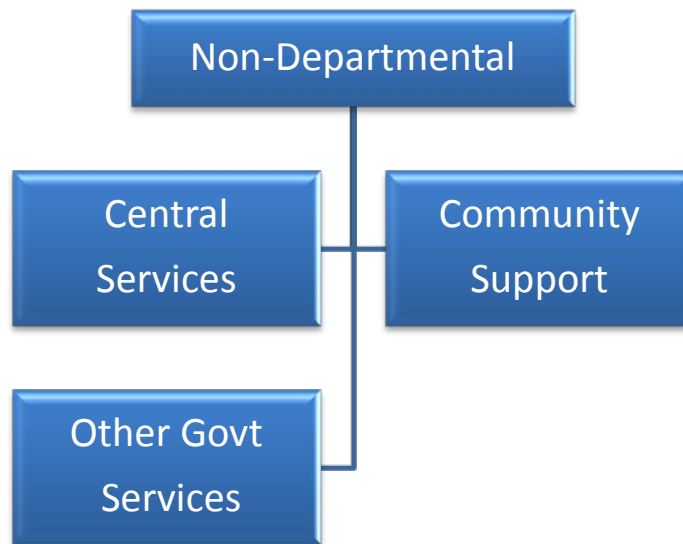 Non-Departmental
Central
Services
Community
Support
Other Govt
Services